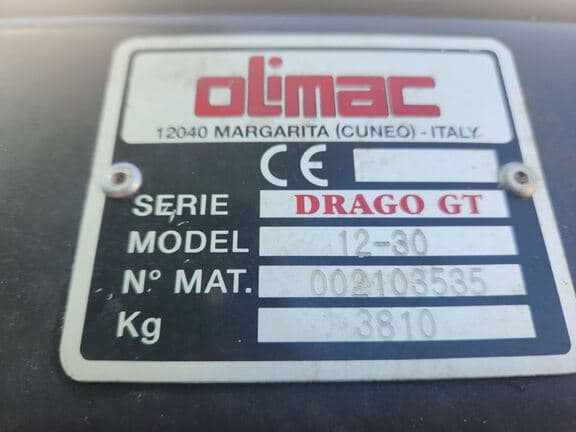 olimac
12040 MARGARITA (CUNEO) - ITALY
CE
SERIE DRAGO GT
MODEL 12-30
N° MAT. 002103535
Kg 3810